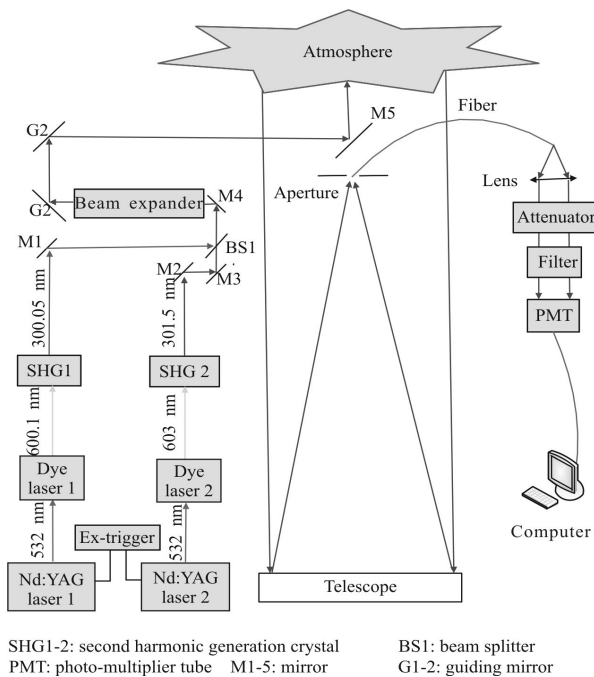 Atmosphere
M5
Fiber
G2
Aperture
Lens
G2
Beam expander
M4
Attenuator
M1
BS1
M2
M3
Filter
300.05 nm
301.5 nm
PMT
SHG1
SHG 2
600.1 nm
603 nm
Dye
laser 1
Dye
laser 2
Computer
532 nm
Ex-trigger
532 nm
Nd:YAG
laser 1
Nd:YAG
laser 2
Telescope
SHG1-2: second harmonic generation crystal BS1: beam splitter
PMT: photo-multiplier tube M1-5: mirror G1-2: guiding mirror